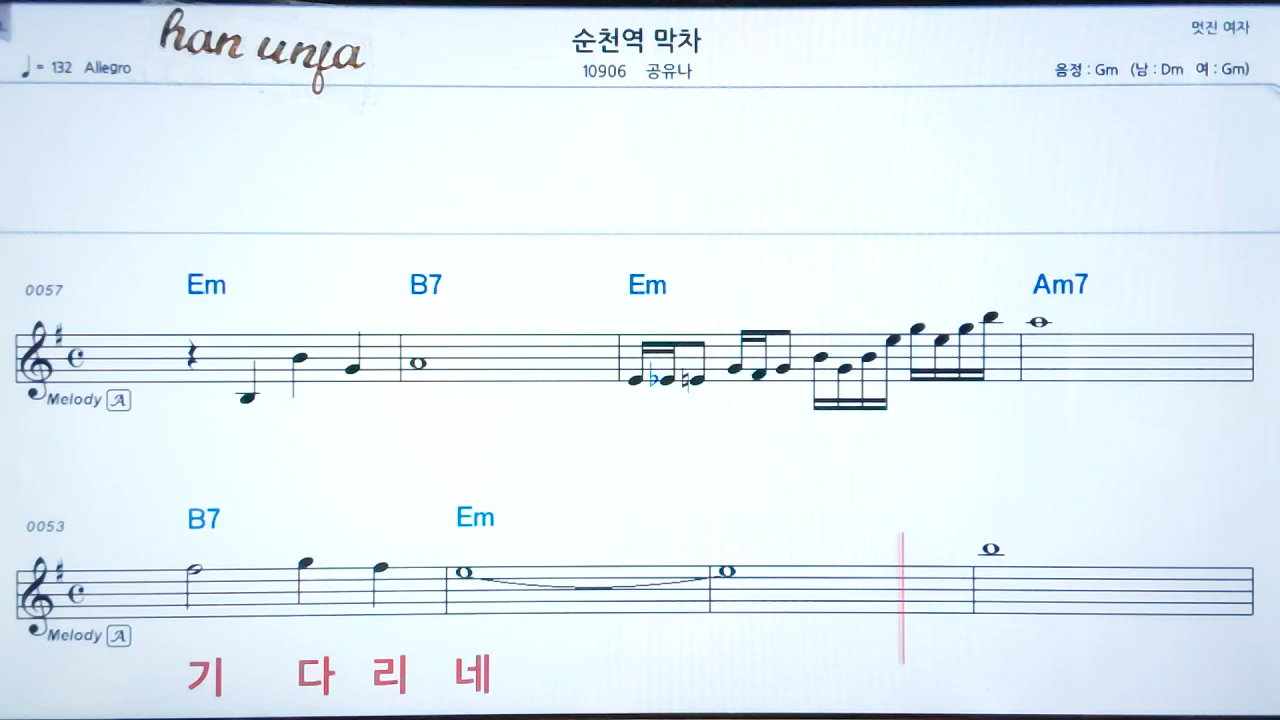 han unfa
순천역 막차
멋진 여자
♩ = 132 Allegro
10906 공유나
음정 : Gm (남 : Dm 여 : Gm)
0057
Em B7 Em Am7
Melody A
0053
B7 Em
Melody A
기 다 리 네